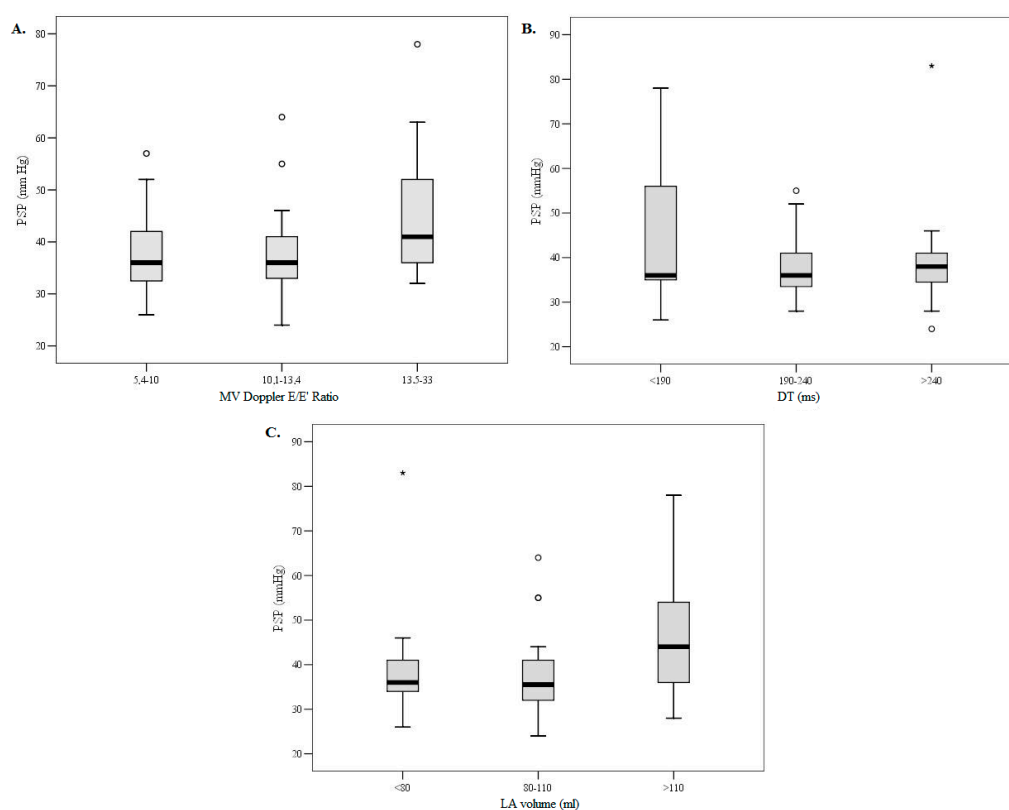 A.
80
70
60
50
40
30
20
PSP (mm Hg)
5,4-10 10,1-13,4 13,5-33
MV Doppler E/E' Ratio
B.
90
80
70
60
50
40
30
20
PSP (mmHg)
<190 190-240 >240
DT (ms)
C.
90
80
70
60
50
40
30
20
PSP (mmHg)
<80 80-110 >110
LA volume (ml)